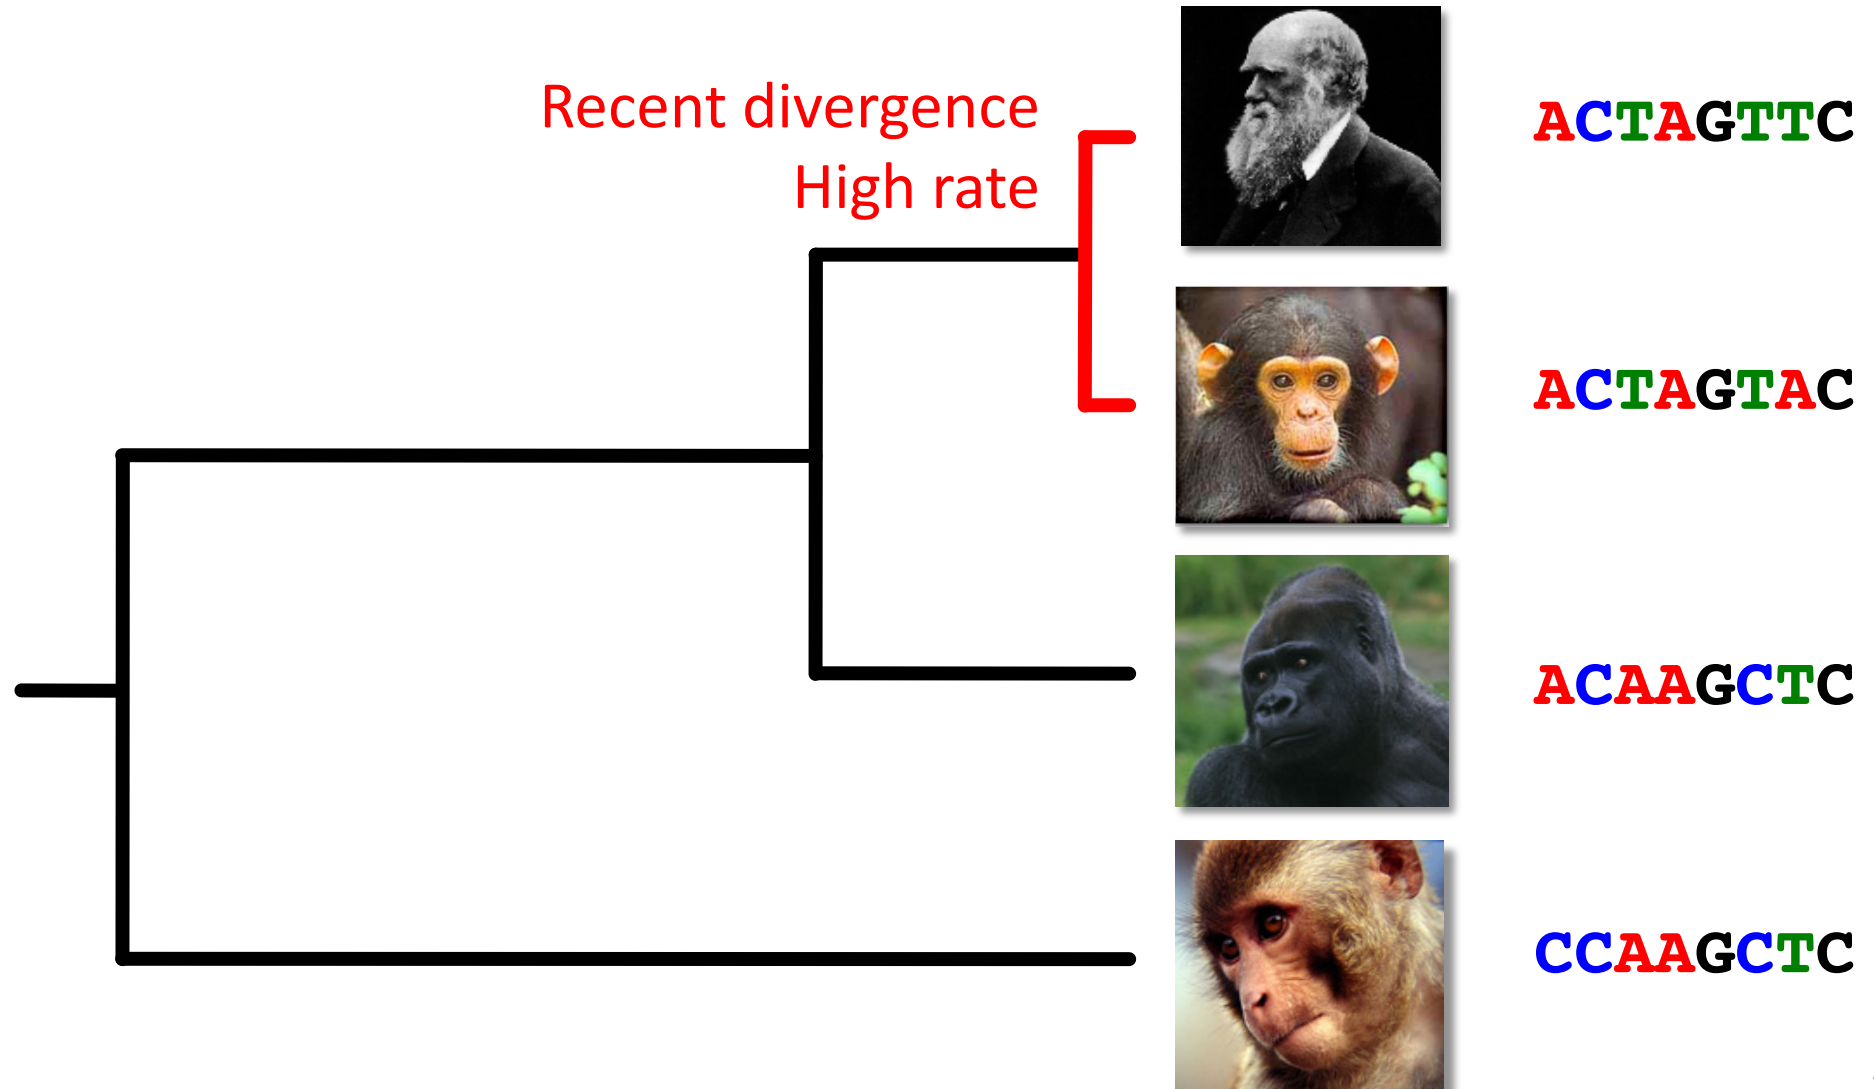 Recent divergence
High rate
ACTAGTTC
ACTAGTAC
ACAAGCTC
CCAAGCTC